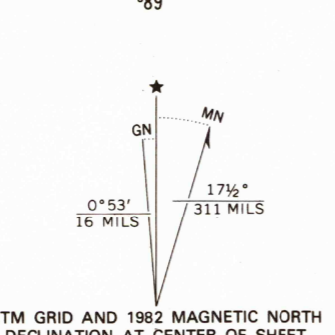 °89
MN
GN
0°53'
16 MILS
17½°
311 MILS
TM GRID AND 1982 MAGNETIC NORTH
DECLINATION AT CENTER OF SHEET